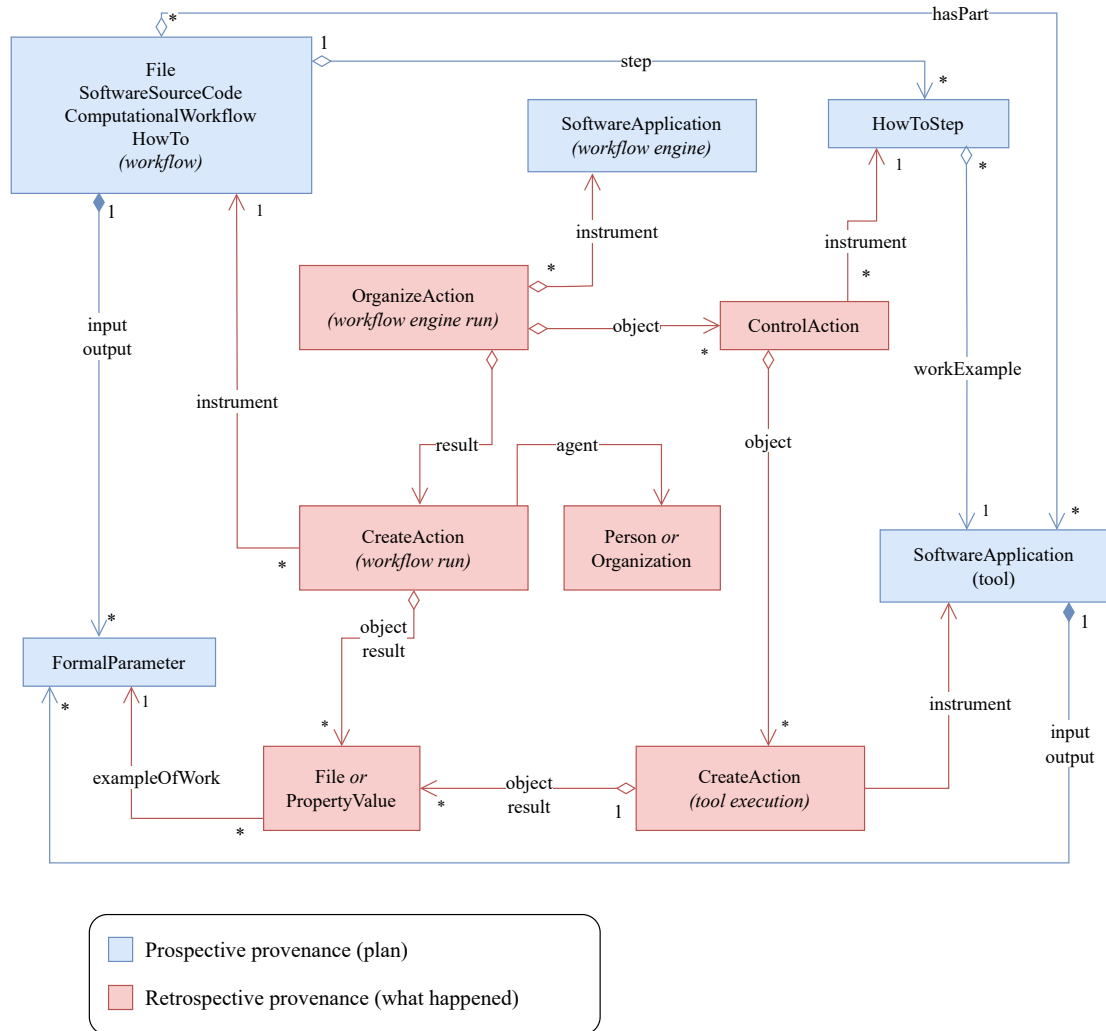 *
hasPart
1
File
SoftwareSourceCode
ComputationalWorkflow
HowTo
(workflow)
step
*
SoftwareApplication
(workflow engine)
HowToStep
1
*
1
1
instrument
instrument
*
*
OrganizeAction
(workflow engine run)
object
*
ControlAction
input
output
workExample
instrument
result
agent
object
CreateAction
(workflow run)
Person or
Organization
*
1
*
SoftwareApplication
(tool)
1
*
object
result
FormalParameter
*
1
instrument
input
output
*
*
exampleOfWork
*
File or
PropertyValue
*
object
result
1
CreateAction
(tool execution)
Prospective provenance (plan)
Retrospective provenance (what happened)